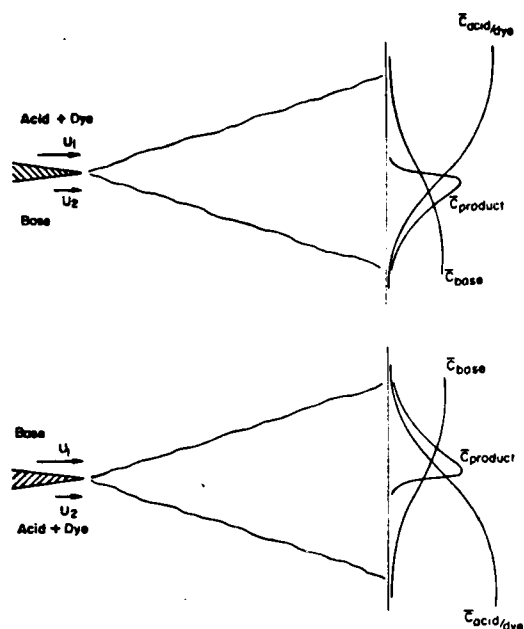 C̄acid/dye
Acid + Dye
U1
U2
Base
C̄product
C̄base
C̄base
Base
U1
C̄product
U2
Acid + Dye
C̄acid/dye